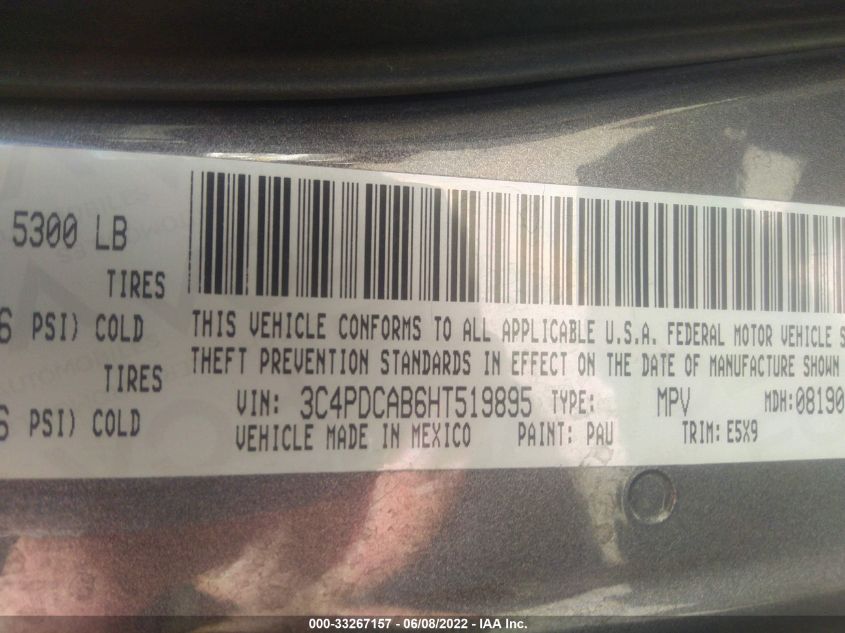 5300 LB
TIRES
6 PSI) COLD
TIRES
6 PSI) COLD
THIS VEHICLE CONFORMS TO ALL APPLICABLE U.S.A. FEDERAL MOTOR VEHICLE S
THEFT PREVENTION STANDARDS IN EFFECT ON THE DATE OF MANUFACTURE SHOWN
VIN: 3C4PDCAB6HT519895 TYPE: MPV MDH:08190
VEHICLE MADE IN MEXICO PAINT: PAU TRIM: E5X9
000-33267157 - 06/08/2022 - IAA Inc.